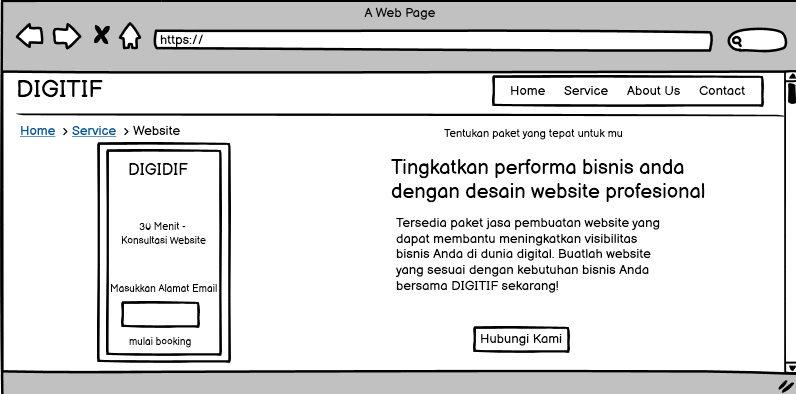 A Web Page
https://
DIGITIF
Home Service About Us Contact
Home > Service > Website
DIGIDIF
30 Menit -
Konsultasi Website
Masukkan Alamat Email
mulai booking
Tentukan paket yang tepat untuk mu
Tingkatkan performa bisnis anda
dengan desain website profesional
Tersedia paket jasa pembuatan website yang
dapat membantu meningkatkan visibilitas
bisnis Anda di dunia digital. Buatlah website
yang sesuai dengan kebutuhan bisnis Anda
bersama DIGITIF sekarang!
Hubungi Kami